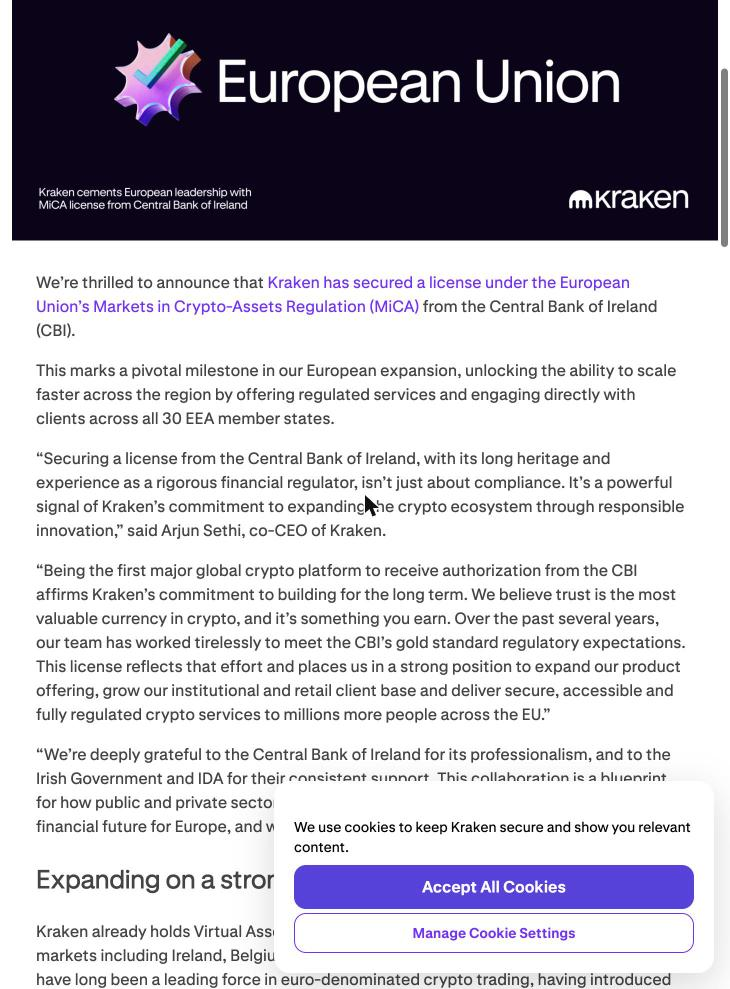 European Union
Kraken cements European leadership with
MiCA license from Central Bank of Ireland
kraken
We’re thrilled to announce that Kraken has secured a license under the European
Union’s Markets in Crypto-Assets Regulation (MiCA) from the Central Bank of Ireland
(CBI).
This marks a pivotal milestone in our European expansion, unlocking the ability to scale
faster across the region by offering regulated services and engaging directly with
clients across all 30 EEA member states.
“Securing a license from the Central Bank of Ireland, with its long heritage and
experience as a rigorous financial regulator, isn’t just about compliance. It’s a powerful
signal of Kraken’s commitment to expanding the crypto ecosystem through responsible
innovation,” said Arjun Sethi, co-CEO of Kraken.
“Being the first major global crypto platform to receive authorization from the CBI
affirms Kraken’s commitment to building for the long term. We believe trust is the most
valuable currency in crypto, and it’s something you earn. Over the past several years,
our team has worked tirelessly to meet the CBI’s gold standard regulatory expectations.
This license reflects that effort and places us in a strong position to expand our product
offering, grow our institutional and retail client base and deliver secure, accessible and
fully regulated crypto services to millions more people across the EU.”
“We’re deeply grateful to the Central Bank of Ireland for its professionalism, and to the
Irish Government and IDA for their consistent support. This collaboration is a blueprint
for how public and private
financial future for Europe, and
Expanding on a
Kraken already holds Virtual
markets including Ireland,
have long been a leading force in euro-denominated crypto trading, having introduced
We use cookies to keep Kraken secure and show you relevant
content.
Accept All Cookies
Manage Cookie Settings